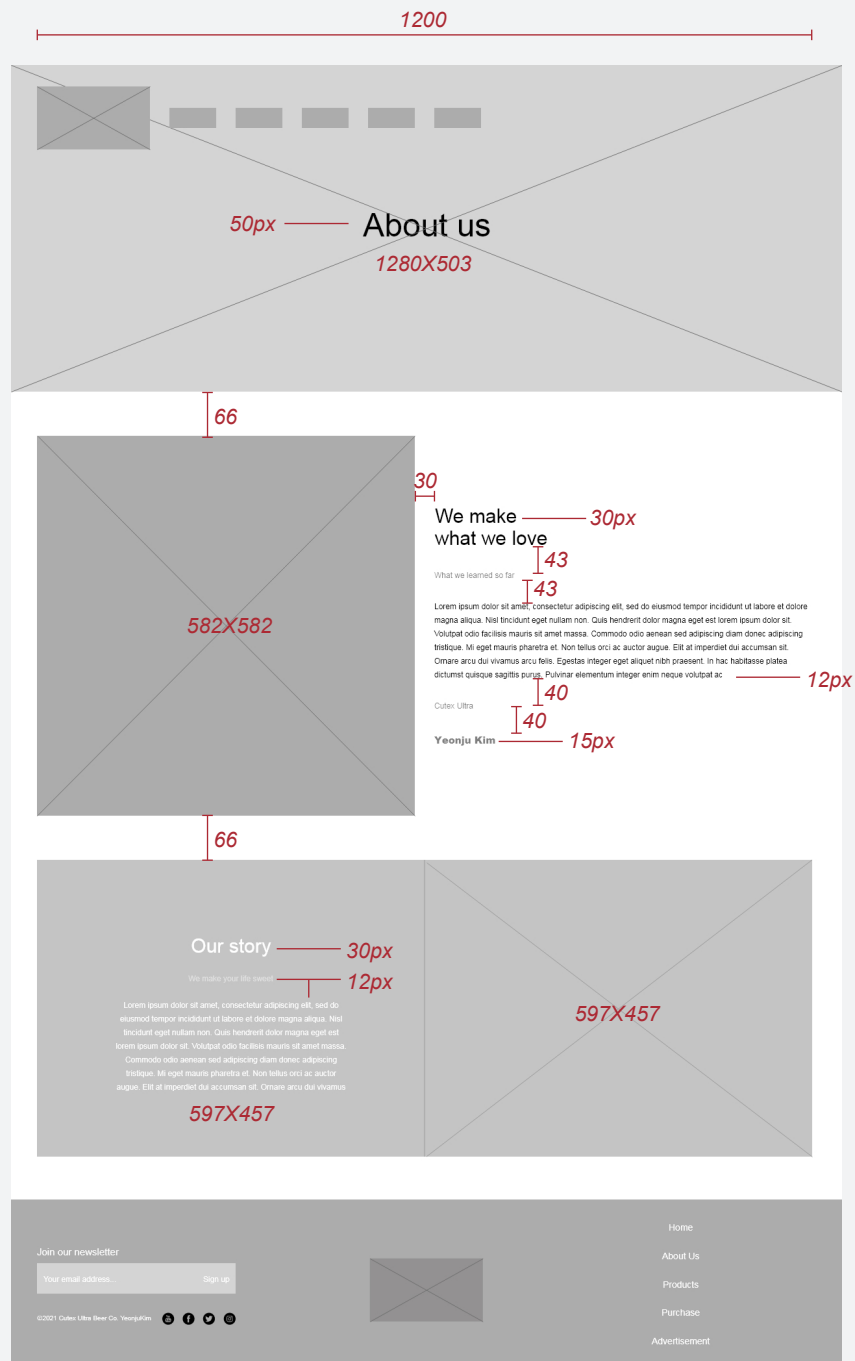 1200
50px
About us
1280X503
66
30
We make
30px
what we love
43
What we learned so far
43
Lorem ipsum dolor sit amet, consectetur adipiscing elit, sed do eiusmod tempor incididunt ut labore et dolore
magna aliqua. Nisl tincidunt eget nullam non. Quis hendrerit dolor magna eget est lorem ipsum dolor sit.
Volutpat odio facilisis mauris sit amet massa. Commodo odio aenean sed adipiscing diam donec adipiscing
tristique. Mi eget mauris pharetra et. Non tellus orci ac auctor augue. Elit at imperdiet dui accumsan sit.
Ornare arcu dui vivamus arcu felis. Egestas integer eget aliquet nibh praesent. In hac habitasse platea
dictumst quisque sagittis purus. Pulvinar elementum integer enim neque volutpat ac
12px
582X582
40
Cutex Ultra
40
Yeonju Kim
15px
66
Our story
30px
We make your life sweet
12px
Lorem ipsum dolor sit amet, consectetur adipiscing elit, sed do
eiusmod tempor incididunt ut labore et dolore magna aliqua. Nisl
tincidunt eget nullam non. Quis hendrerit dolor magna eget est
lorem ipsum dolor sit. Volutpat odio facilisis mauris sit amet massa.
Commodo odio aenean sed adipiscing diam donec adipiscing
tristique. Mi eget mauris pharetra et. Non tellus orci ac auctor
augue. Elit at imperdiet dui accumsan sit. Ornare arcu dui vivamus
597X457
597X457
Join our newsletter
Your email address...
Sign up
©2021 Cutex Ultra Beer Co. YeonjuKim
Home
About Us
Products
Purchase
Advertisement